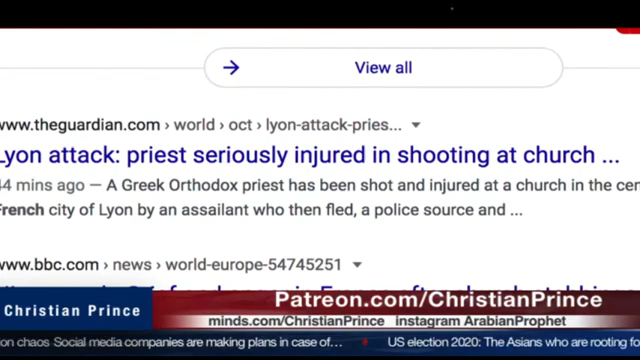 View all
www.theguardian.com › world › oct › lyon-attack-pries...
Lyon attack: priest seriously injured in shooting at church ...
44 mins ago — A Greek Orthodox priest has been shot and injured at a church in the cen
French city of Lyon by an assailant who then fled, a police source and ...
www.bbc.com › news › world-europe-54745251
Christian Prince
Patreon.com/ChristianPrince
minds.com/ChristianPrince instagram ArabianProphet
on chaos Social media companies are making plans in case of... US election 2020: The Asians who are rooting fo